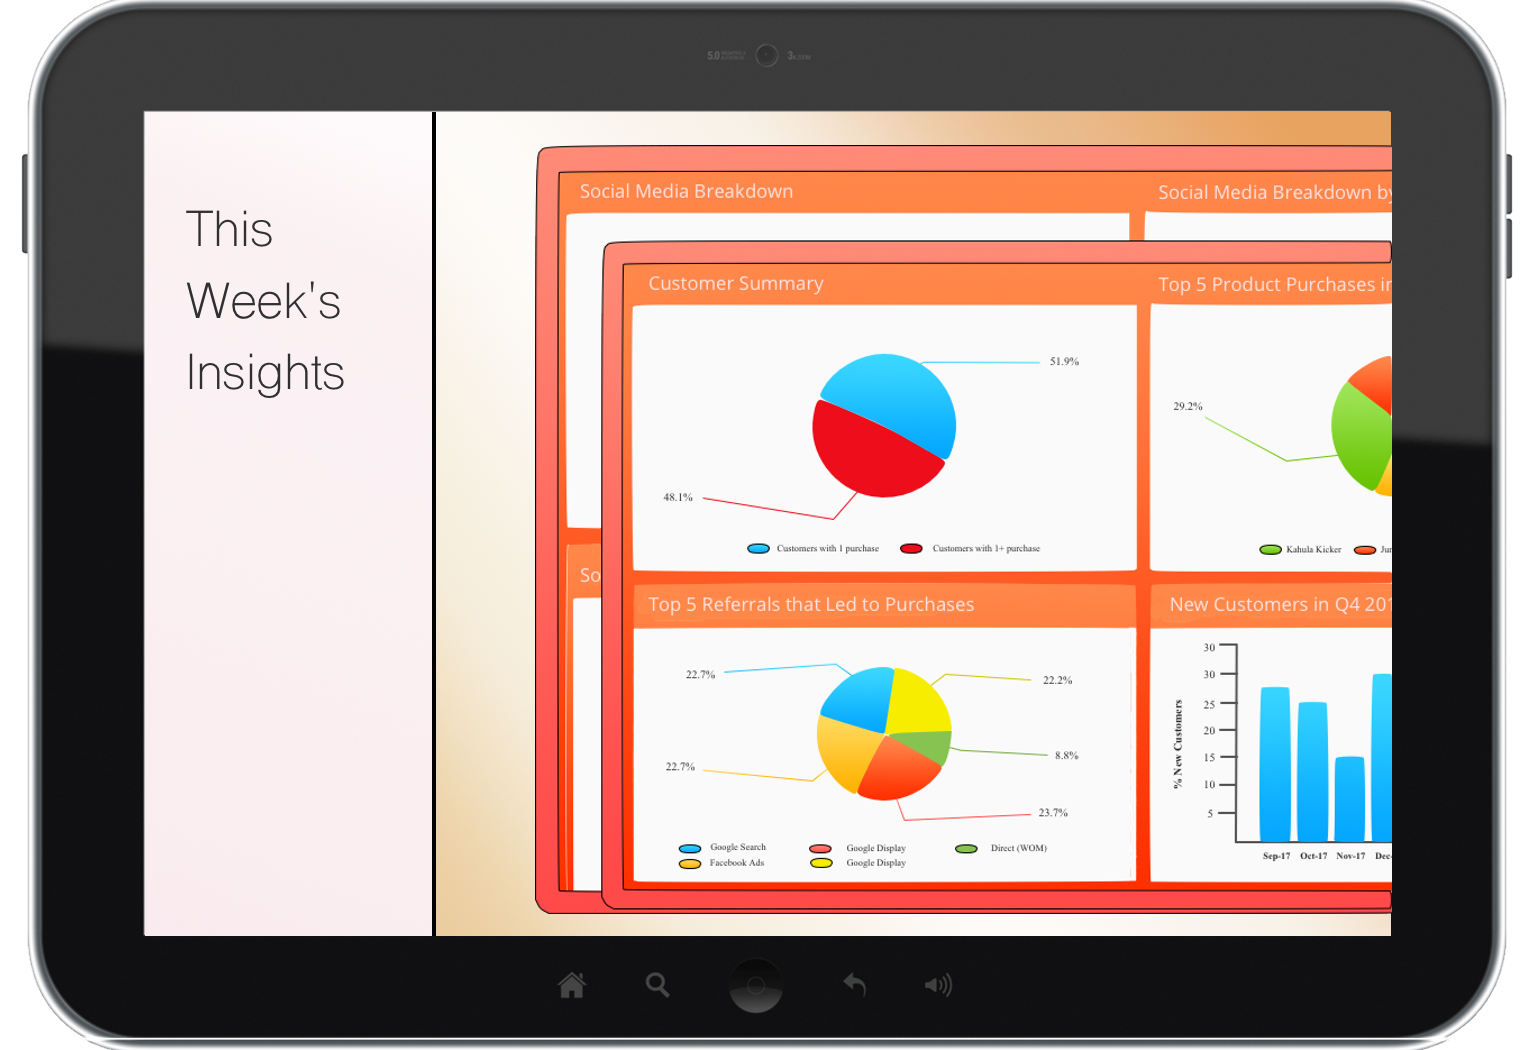 5.0
3x
This
Week's
Insights
Social Media Breakdown
Social Media Breakdown by
Customer Summary
Top 5 Product Purchases in
51.9%
48.1%
Customers with 1 purchase
Customers with 1+ purchase
29.2%
Kahula Kicker
Jun
So
Top 5 Referrals that Led to Purchases
22.7%
22.2%
8.8%
22.7%
23.7%
Google Search
Google Display
Direct (WOM)
Facebook Ads
Google Display
New Customers in Q4 201
30
30
25
20
15
10
5
% New Customers
Sep-17 Oct-17 Nov-17 Dec-